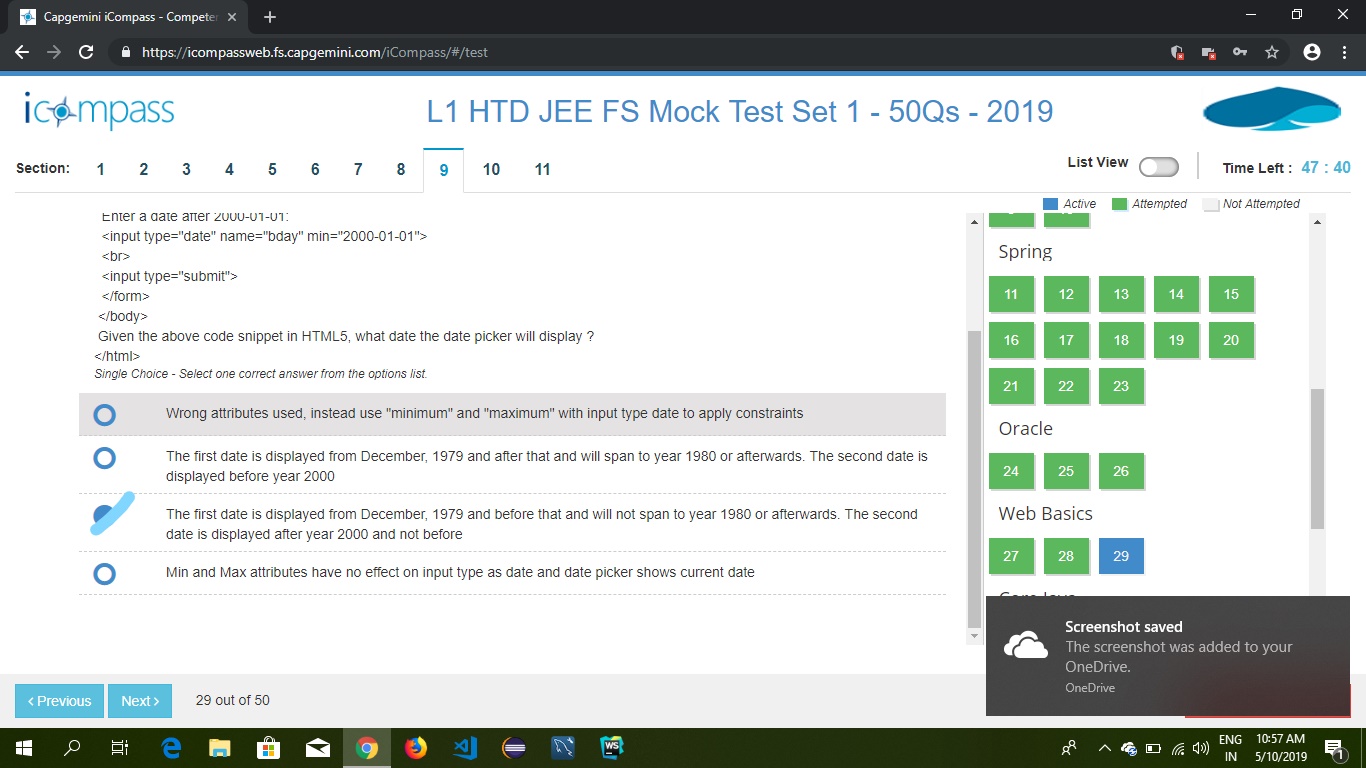 Capgemini iCompass - Competen
https://icompassweb.fs.capgemini.com/iCompass/#/test
icompass
L1 HTD JEE FS Mock Test Set 1 - 50Qs - 2019
Section: 1 2 3 4 5 6 7 8 9 10 11
List View
Time Left : 47 : 40
Active Attempted Not Attempted
Enter a date after 2000-01-01:
<input type="date" name="bday" min="2000-01-01">
<br>
<input type="submit">
</form>
</body>
Given the above code snippet in HTML5, what date the date picker will display ?
</html>
Single Choice - Select one correct answer from the options list.
Wrong attributes used, instead use "minimum" and "maximum" with input type date to apply constraints
The first date is displayed from December, 1979 and after that and will span to year 1980 or afterwards. The second date is
displayed before year 2000
The first date is displayed from December, 1979 and before that and will not span to year 1980 or afterwards. The second
date is displayed after year 2000 and not before
Min and Max attributes have no effect on input type as date and date picker shows current date
Spring
11 12 13 14 15
16 17 18 19 20
21 22 23
Oracle
24 25 26
Web Basics
27 28 29
Screenshot saved
The screenshot was added to your
OneDrive.
OneDrive
‹ Previous
Next ›
29 out of 50
WS
ENG
IN
10:57 AM
5/10/2019
1